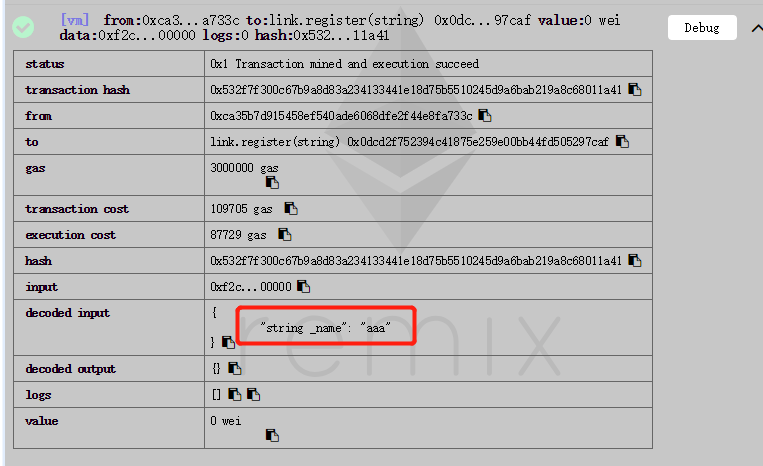 [vm] from:0xca3...a733c to:link.register(string) 0x0dc...97caf value:0 wei
data:0xf2c...00000 logs:0 hash:0x532...11a41
Debug
status 0x1 Transaction mined and execution succeed
transaction hash 0x532f7f300c67b9a8d83a234133441e18d75b5510245d9a6bab219a8c68011a41
from 0xca35b7d915458ef540ade6068dfe2f44e8fa733c
to link.register(string) 0x0dcd2f752394c41875e259e00bb44fd505297caf
gas 3000000 gas
transaction cost 109705 gas
execution cost 87729 gas
hash 0x532f7f300c67b9a8d83a234133441e18d75b5510245d9a6bab219a8c68011a41
input 0xf2c...00000
decoded input {
"string _name": "aaa"
}
remix
decoded output {}
logs []
value 0 wei